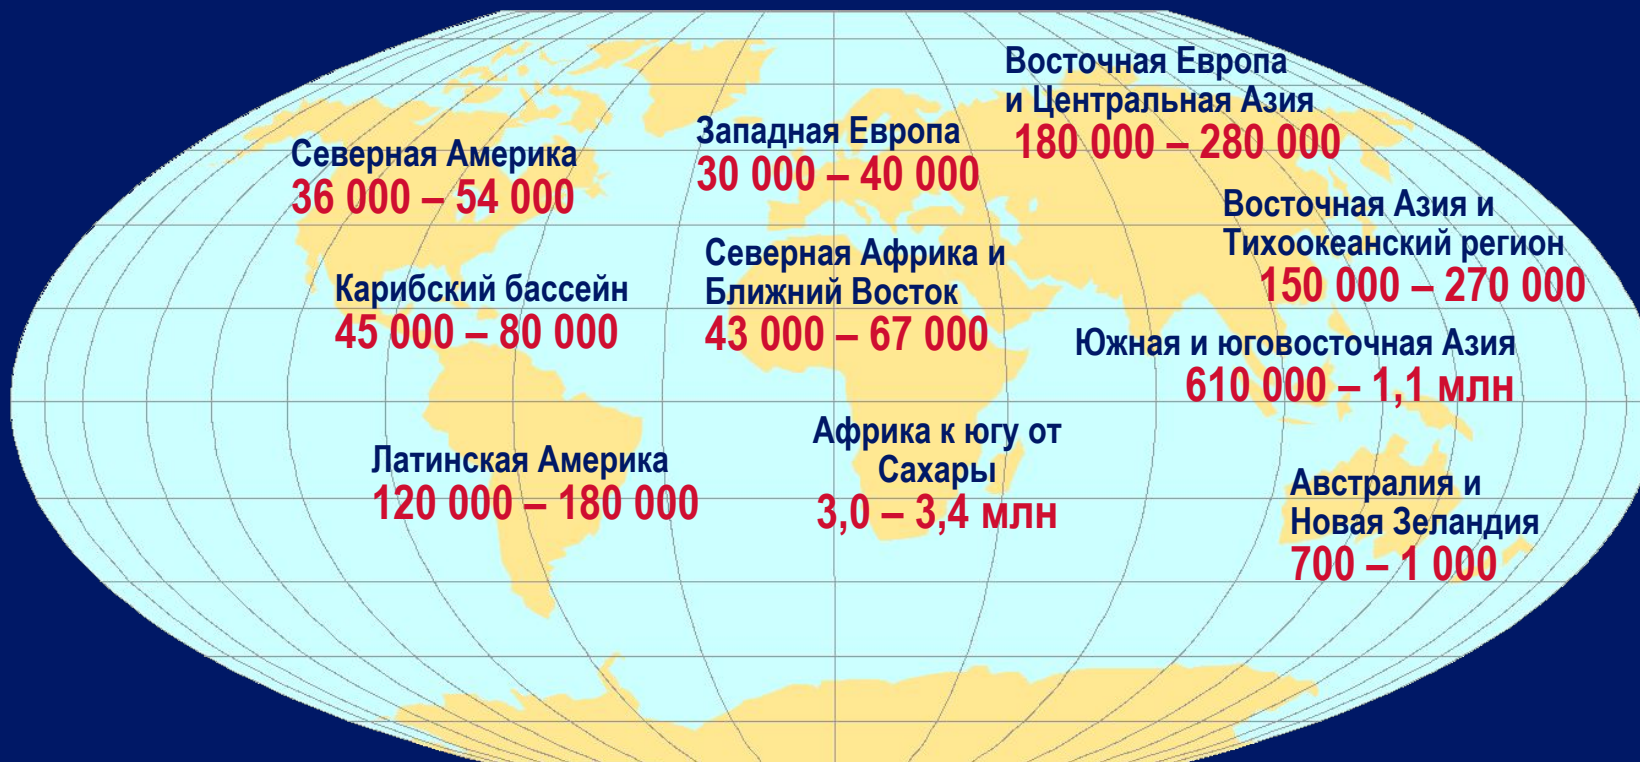 Восточная Европа
и Центральная Азия
180 000 – 280 000
Западная Европа
30 000 – 40 000
Северная Америка
36 000 – 54 000
Восточная Азия и
Тихоокеанский регион
150 000 – 270 000
Северная Африка и
Ближний Восток
43 000 – 67 000
Карибский бассейн
45 000 – 80 000
Южная и юговосточная Азия
610 000 – 1,1 млн
Африка к югу от
Сахары
3,0 – 3,4 млн
Латинская Америка
120 000 – 180 000
Австралия и
Новая Зеландия
700 – 1 000